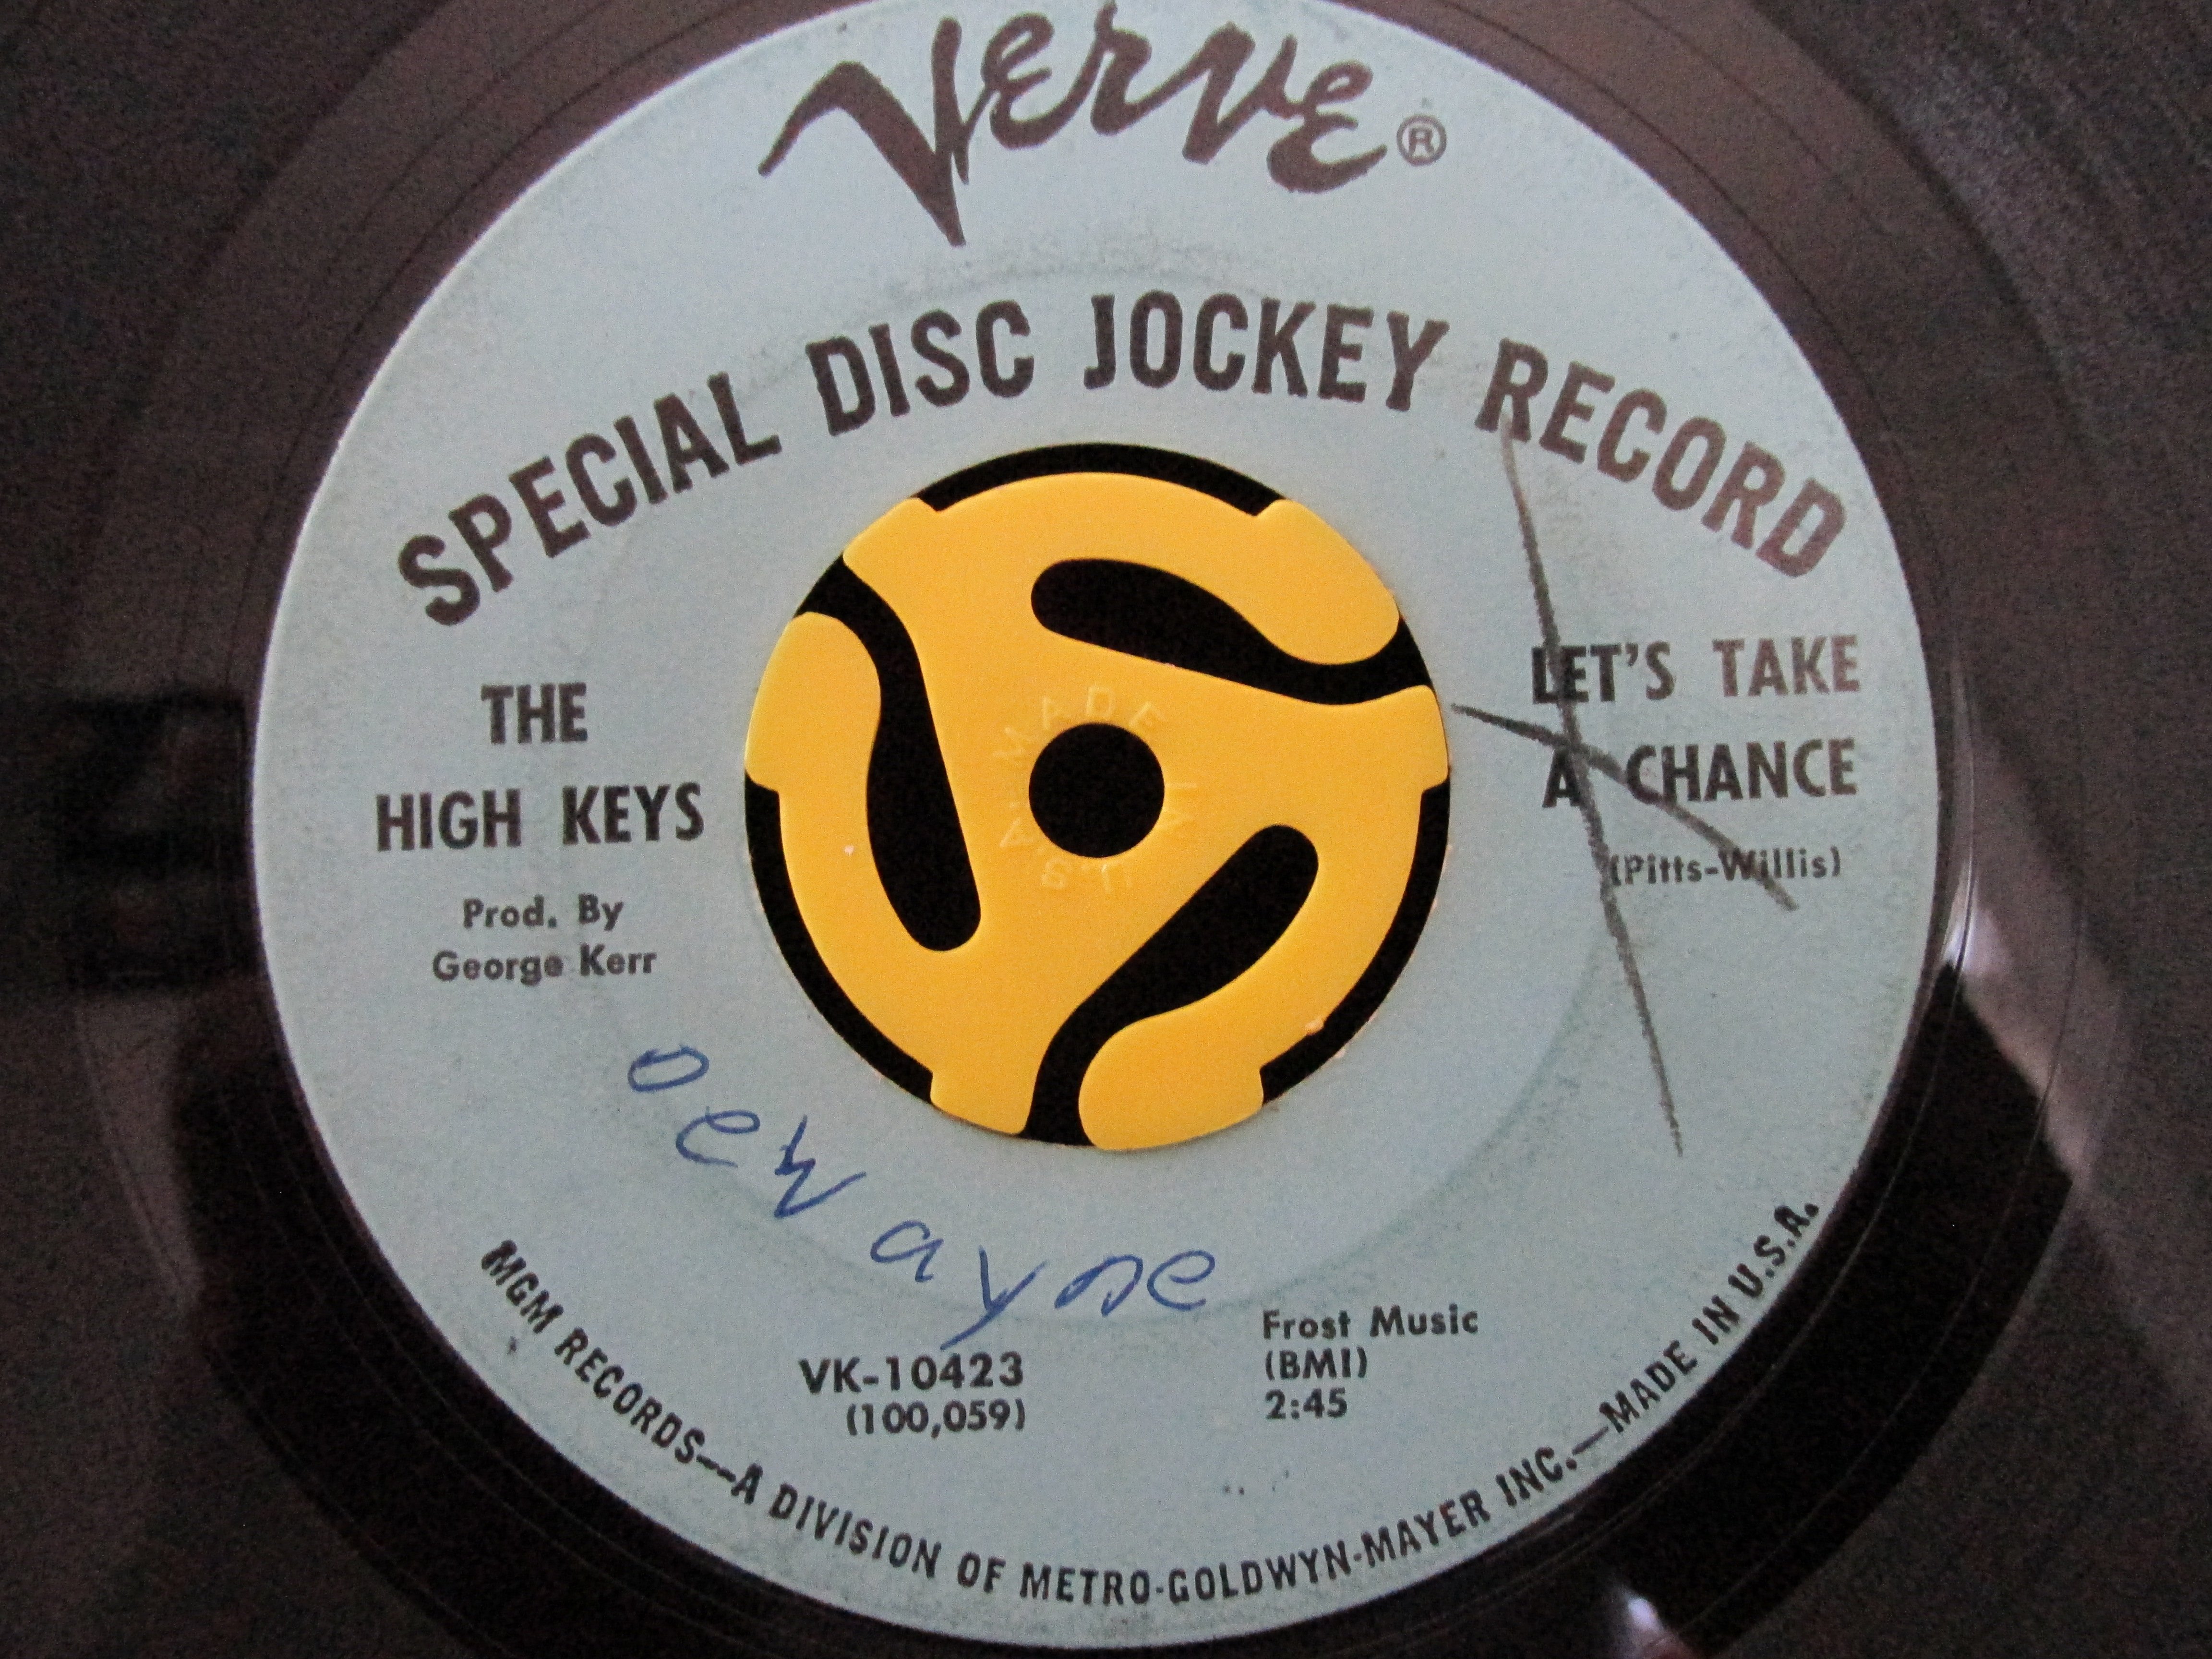 Verve®
SPECIAL DISC JOCKEY RECORD
THE
HIGH KEYS
Prod. By
George Kerr
LET'S TAKE
A CHANCE
(Pitts-Willis)
MADE IN U.S.A.
oewayne
VK-10423
(100,059)
Frost Music
(BMI)
2:45
MGM RECORDS—A DIVISION OF METRO-GOLDWYN-MAYER INC.—MADE IN U.S.A.